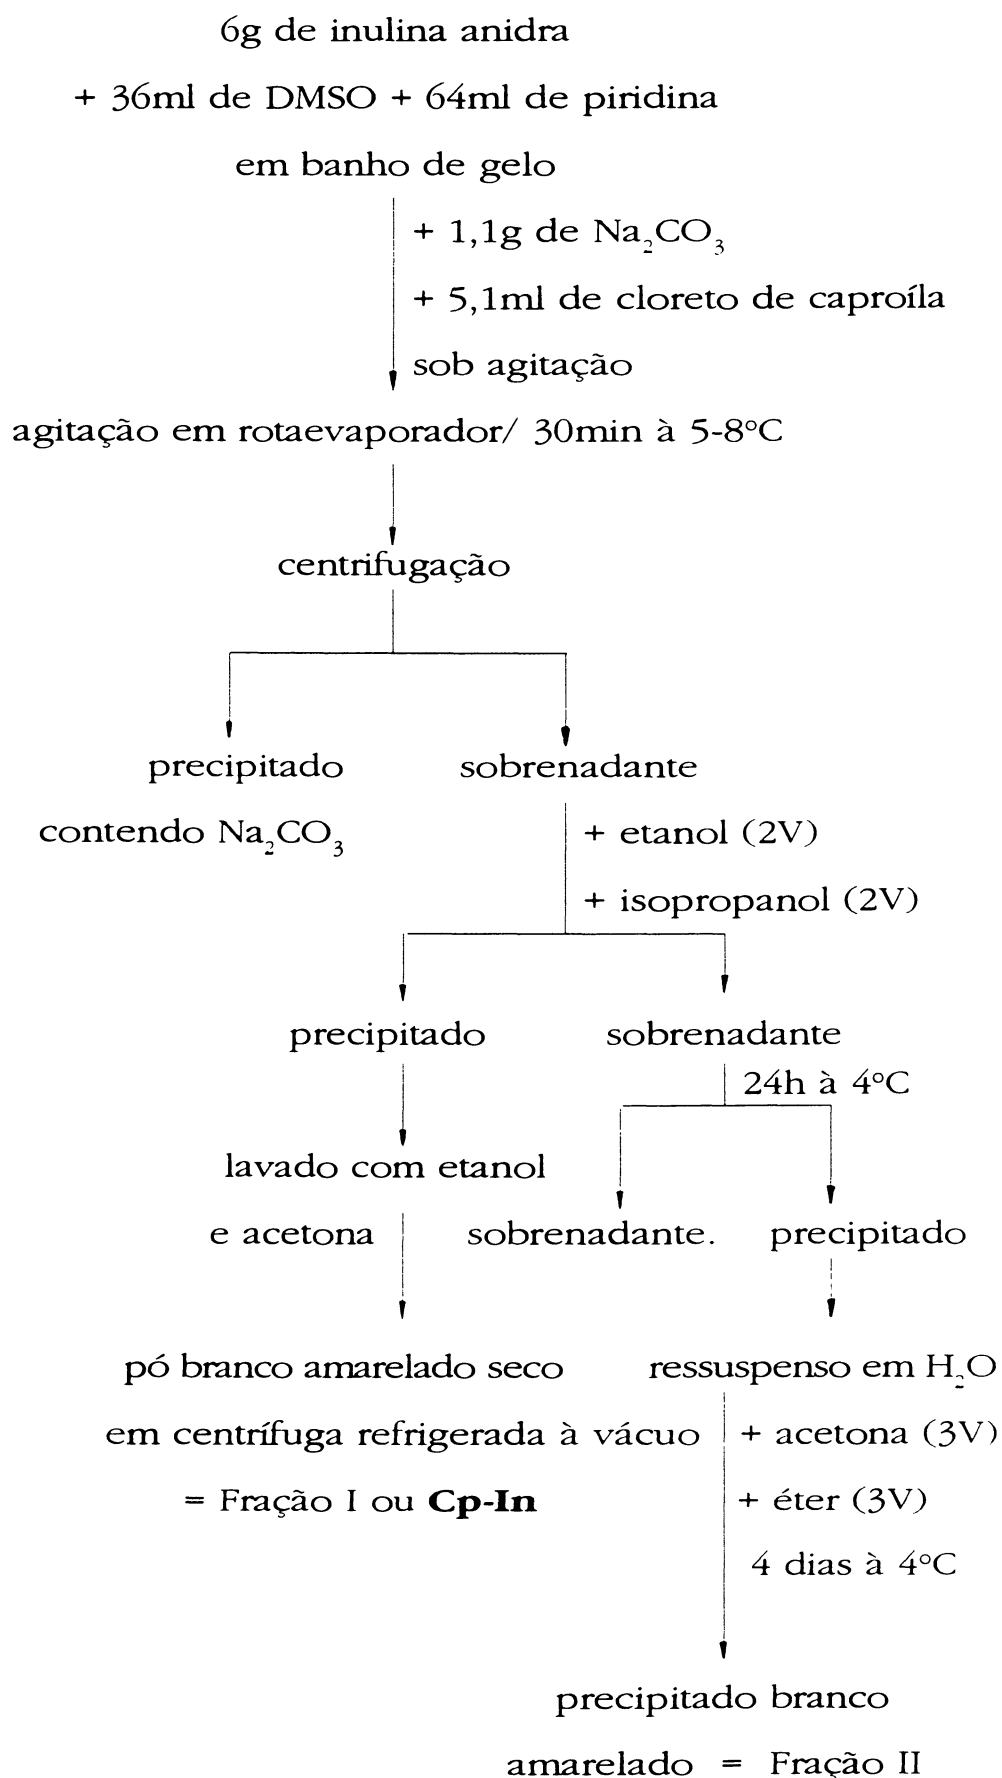 6g de inulina anidra
+ 36ml de DMSO + 64ml de piridina
em banho de gelo
+ 1,1g de Na₂CO₃
+ 5,1ml de cloreto de caproíla
sob agitação
agitação em rotaevaporador/ 30min à 5-8°C
centrifugação
precipitado
contendo Na₂CO₃
sobrenadante
+ etanol (2V)
+ isopropanol (2V)
precipitado
lavado com etanol
e acetona
pó branco amarelado seco
em centrífuga refrigerada à vácuo
= Fração I ou Cp-In
sobrenadante
24h à 4°C
sobrenadante.
precipitado
ressuspenso em H₂O
+ acetona (3V)
+ éter (3V)
4 dias à 4°C
precipitado branco
amarelado = Fração II